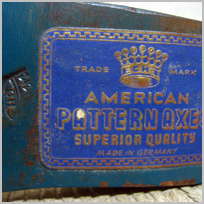 TRADE MARK
AMERICAN
PATTERN AXE
SUPERIOR QUALITY
MADE IN GERMANY